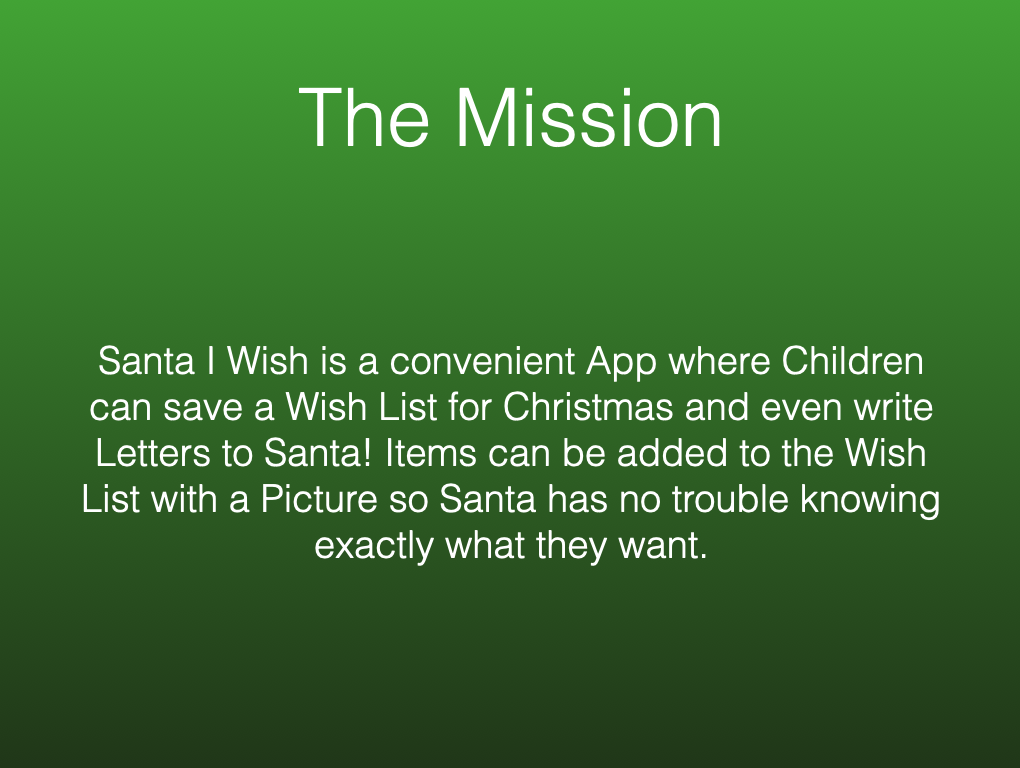 The Mission
Santa I Wish is a convenient App where Children
can save a Wish List for Christmas and even write
Letters to Santa! Items can be added to the Wish
List with a Picture so Santa has no trouble knowing
exactly what they want.